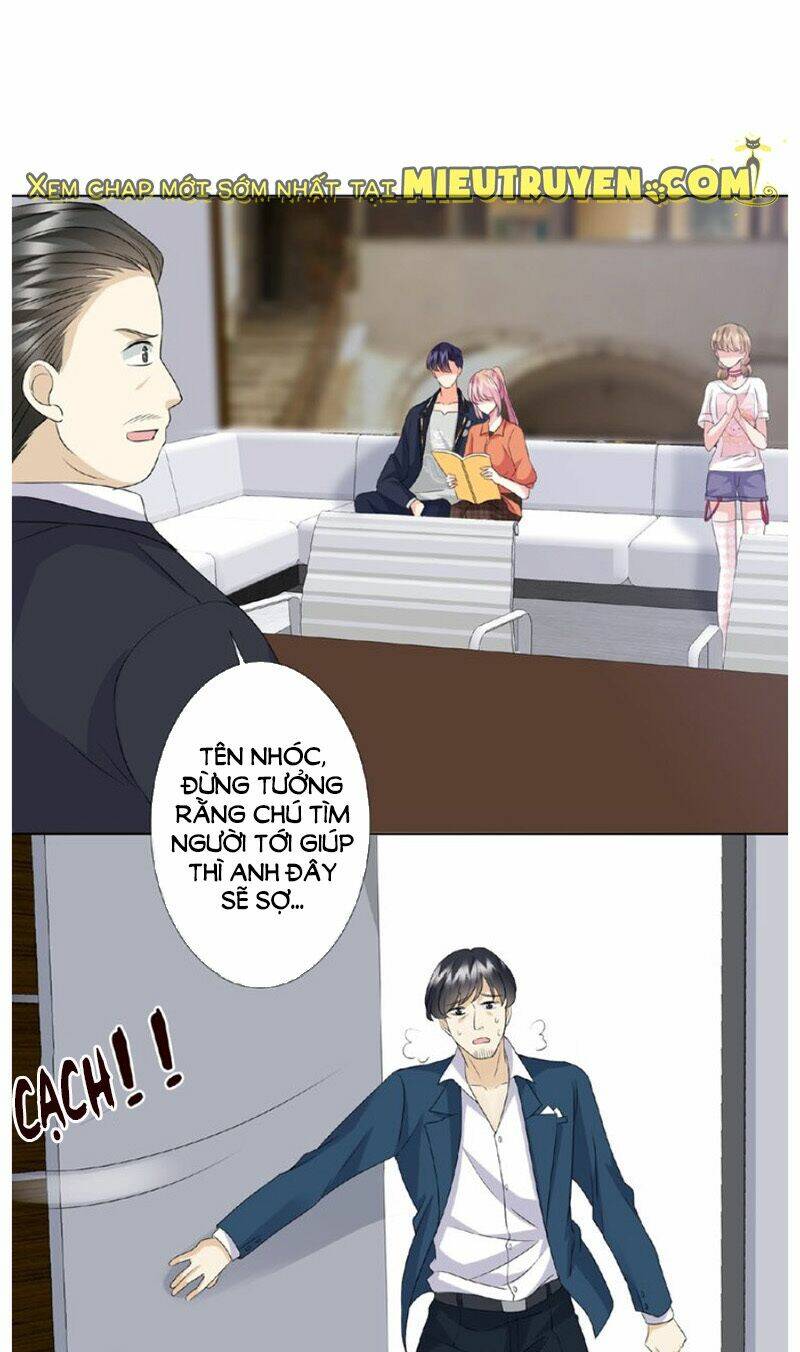 Xem chap mới sớm nhất tại MIEUTRUYEN.COM
TÊN NHÓC,
ĐỪNG TƯỞNG
RẰNG CHÚ TÌM
NGƯỜI TỚI GIÚP
THÌ ANH ĐÂY
SẼ SỢ...
CẠCH!!